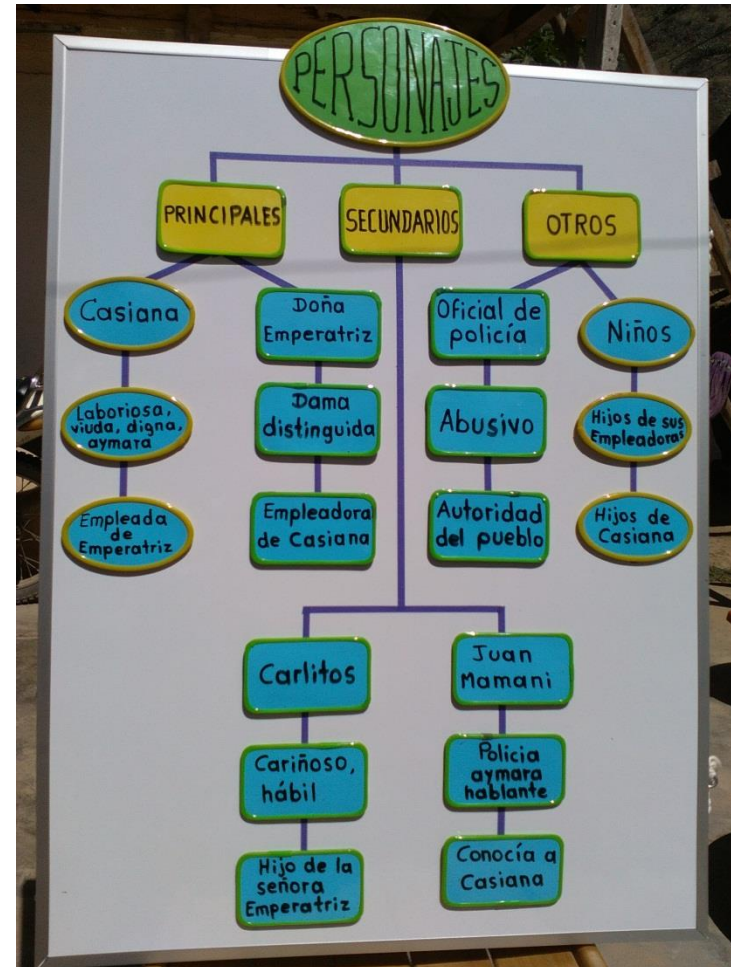 PERSONAJES
PRINCIPALES
SECUNDARIOS
OTROS
Casiana
Laboriosa,
viuda, digna,
aymara
Empleada
de
Emperatriz
Doña
Emperatriz
Dama
distinguida
Empleadora
de Casiana
Oficial de
policía
Abusivo
Autoridad
del pueblo
Niños
Hijos de sus
Empleadoras
Hijos de
Casiana
Carlitos
Cariñoso,
hábil
Hijo de la
señora
Emperatriz
Juan
Mamani
Policia
aymara
hablante
Conocía a
Casiana